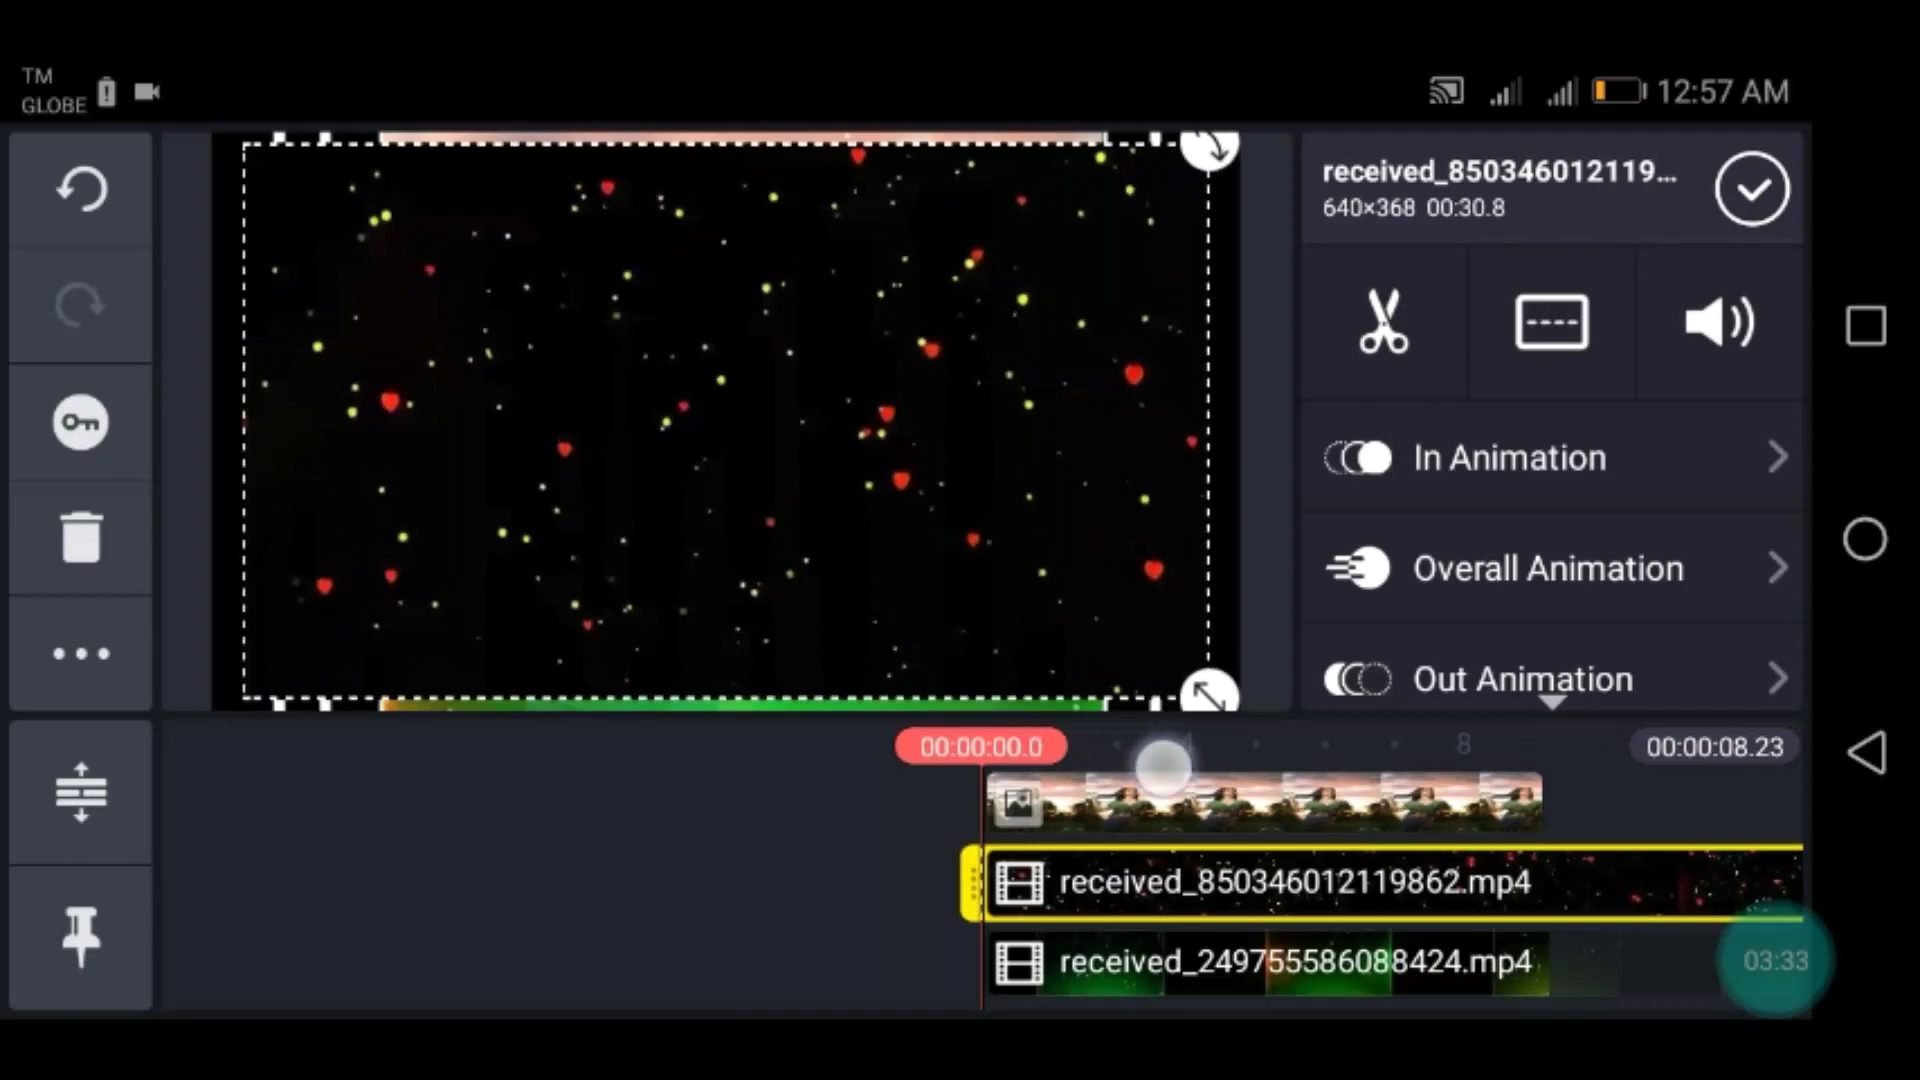 TM
GLOBE
12:57 AM
received_850346012119...
640×368 00:30.8
In Animation
Overall Animation
Out Animation
00:00:00.0
4
8
00:00:08.23
received_850346012119862.mp4
received_249755586088424.mp4
03:33